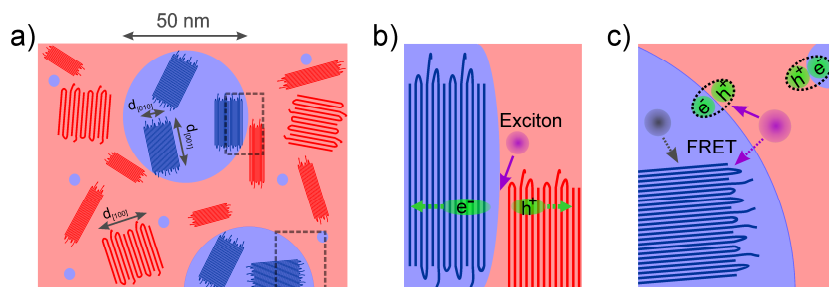 a)
50 nm
d[010]
d[001]
d[100]
b)
Exciton
e-
h+
c)
h+
e-
e-
h+
FRET